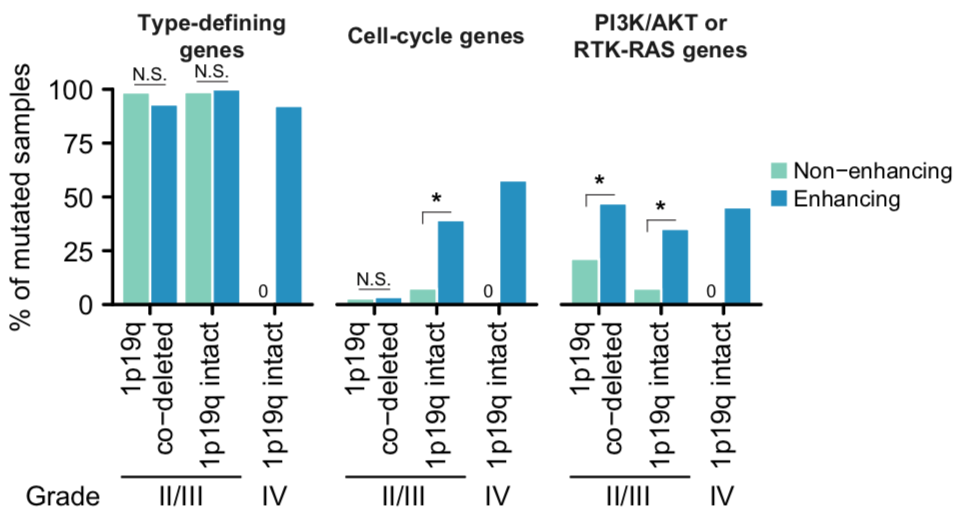 Type-defining
genes
Cell-cycle genes
PI3K/AKT or
RTK-RAS genes
% of mutated samples
100
75
50
25
0
N.S.
N.S.
0
N.S.
*
0
*
*
0
Non−enhancing
Enhancing
1p19q
co−deleted
1p19q intact
1p19q intact
1p19q
co−deleted
1p19q intact
1p19q intact
1p19q
co−deleted
1p19q intact
1p19q intact
Grade II/III IV II/III IV II/III IV